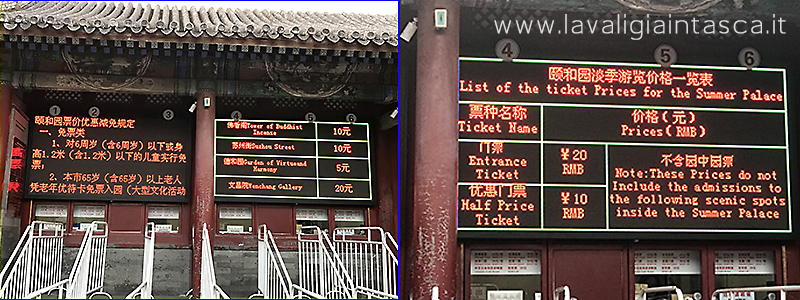 颐和园票价优惠减免规定
一、免票类
1、对6周岁（含6周岁）以下或身
高1.2米（含1.2米）以下的儿童实行免
票；
2、本市65岁（含65岁）以上老人
凭老年优待卡免票入园（大型文化活动
2
3
4
5
6
佛香阁Tower of Buddhist
Incense
10元
苏州街Suzhou Street
10元
德和园Garden of Virtueand
Harmony
5元
文昌院Wenchang Gallery
20元
www.lavaligiaintasca.it
4
5
6
颐和园淡季游览价格一览表
List of the ticket Prices for the Summer Palace
票种名称
Ticket Name
价格（元）
Prices(RMB)
门票
Entrance
Ticket
￥20
RMB
优惠门票
Half Price
Ticket
￥10
RMB
不含园中园票
Note:These Prices do not
Include the admissions to
the following scenic spots
inside the Summer Palace